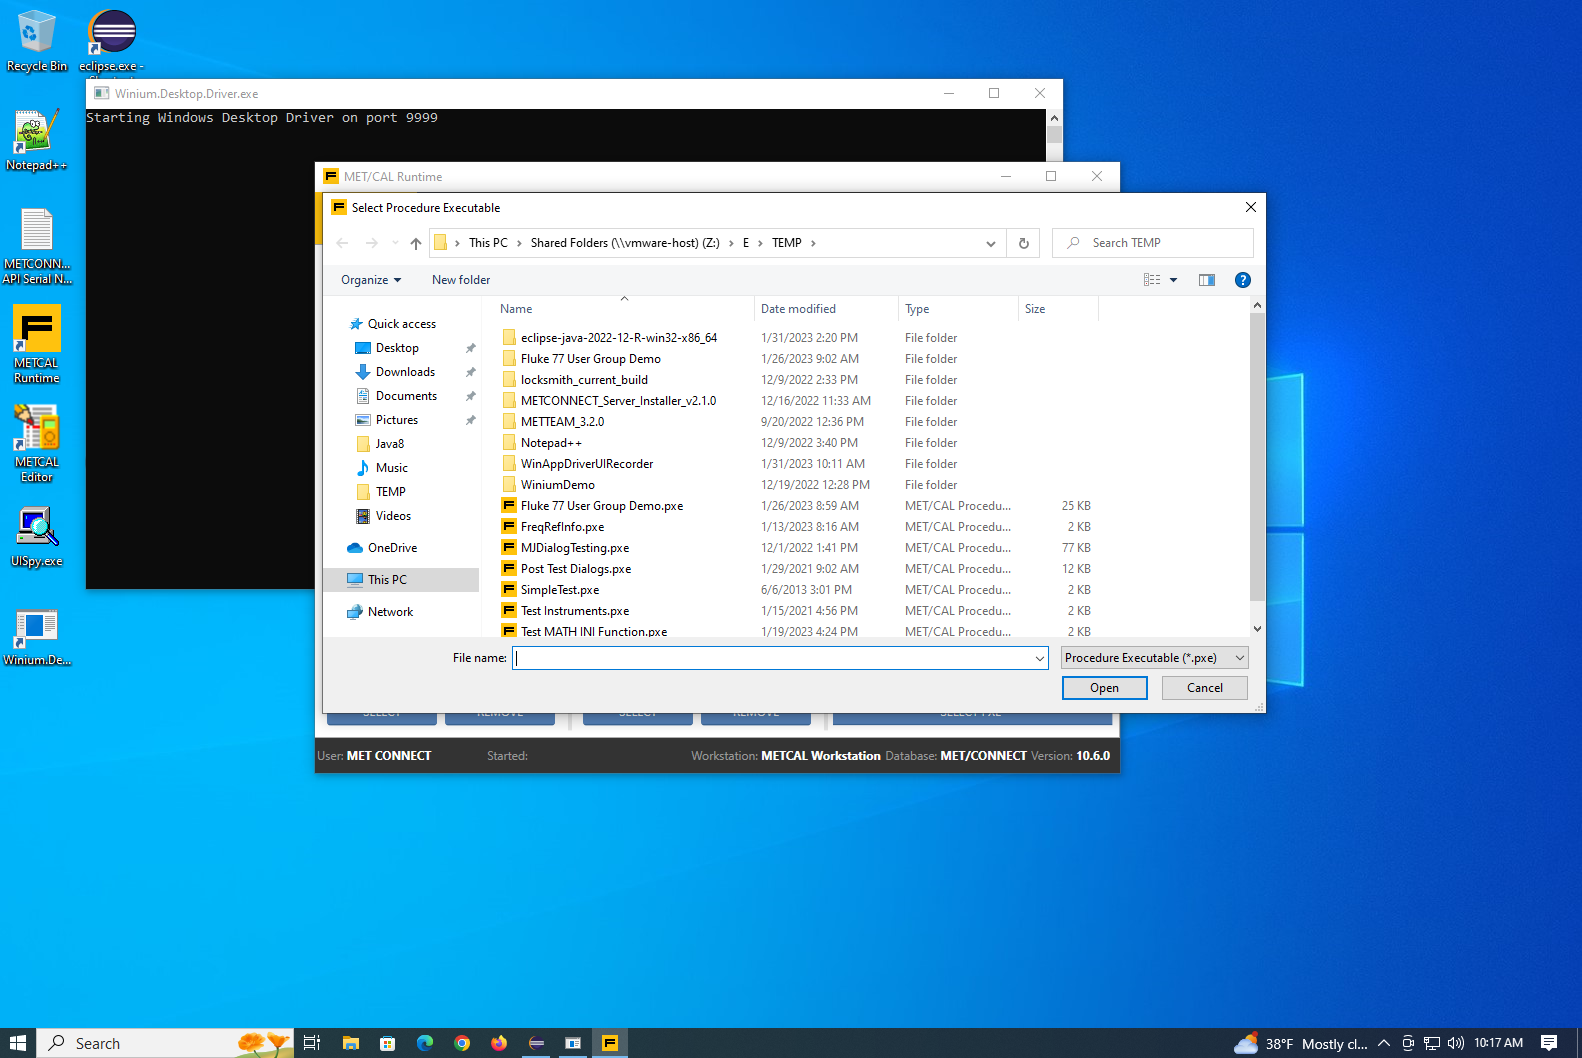 Recycle Bin
eclipse.exe -
Notepad++
METCONN...
API Serial N...
METCAL
Runtime
METCAL
Editor
UISpy.exe
Winium.De...
Winium.Desktop.Driver.exe
Starting Windows Desktop Driver on port 9999
MET/CAL Runtime
Select Procedure Executable
This PC > Shared Folders (\\vmware-host) (Z:) > E > TEMP >
Search TEMP
Organize
New folder
Quick access
Desktop
Downloads
Documents
Pictures
Java8
Music
TEMP
Videos
OneDrive
This PC
Network
Name Date modified Type Size
eclipse-java-2022-12-R-win32-x86_64 1/31/2023 2:20 PM File folder
Fluke 77 User Group Demo 1/26/2023 9:02 AM File folder
locksmith_current_build 12/9/2022 2:33 PM File folder
METCONNECT_Server_Installer_v2.1.0 12/16/2022 11:33 AM File folder
METTEAM_3.2.0 9/20/2022 12:36 PM File folder
Notepad++ 12/9/2022 3:40 PM File folder
WinAppDriverUIRecorder 1/31/2023 10:11 AM File folder
WiniumDemo 12/19/2022 12:28 PM File folder
Fluke 77 User Group Demo.pxe 1/26/2023 8:59 AM MET/CAL Procedu... 25 KB
FreqRefInfo.pxe 1/13/2023 8:16 AM MET/CAL Procedu... 2 KB
MJDialogTesting.pxe 12/1/2022 1:41 PM MET/CAL Procedu... 77 KB
Post Test Dialogs.pxe 1/29/2021 9:02 AM MET/CAL Procedu... 12 KB
SimpleTest.pxe 6/6/2013 3:01 PM MET/CAL Procedu... 2 KB
Test Instruments.pxe 1/15/2021 4:56 PM MET/CAL Procedu... 2 KB
Test MATH INI Function.pxe 1/19/2023 4:24 PM MET/CAL Procedu... 2 KB
File name:
Procedure Executable (*.pxe)
Open
Cancel
SELECT REMOVE SELECT REMOVE SELECT PXE
User: MET CONNECT Started: Workstation: METCAL Workstation Database: MET/CONNECT Version: 10.6.0
Search
38°F Mostly cl...
10:17 AM